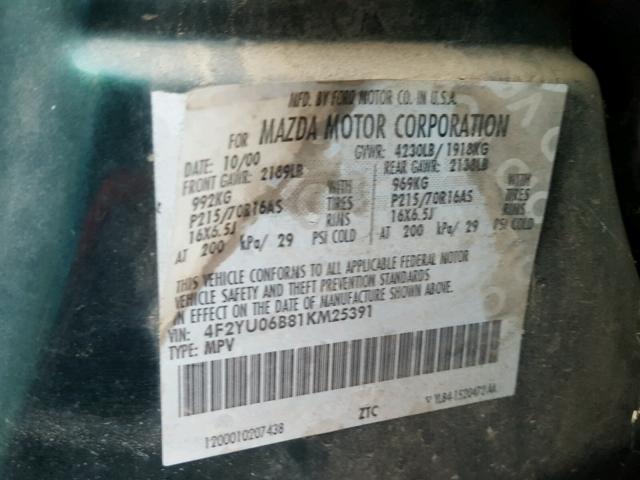 MFD. BY FORD MOTOR CO. IN U.S.A.
FOR MAZDA MOTOR CORPORATION
DATE: 10/00 GVWR: 4230LB/ 1918KG
FRONT GAWR: 2189LB REAR GAWR: 2138LB
992KG WITH 969KG WITH
P215/70R16AS TIRES P215/70R16AS TIRES
16X6.5J RIMS 16X6.5J RIMS
AT 200 kPa/ 29 PSI COLD AT 200 kPa/ 29 PSI COLD
THIS VEHICLE CONFORMS TO ALL APPLICABLE FEDERAL MOTOR
VEHICLE SAFETY AND THEFT PREVENTION STANDARDS
IN EFFECT ON THE DATE OF MANUFACTURE SHOWN ABOVE.
VIN: 4F2YU06B81KM25391
TYPE: MPV
1200010207438 ZTC